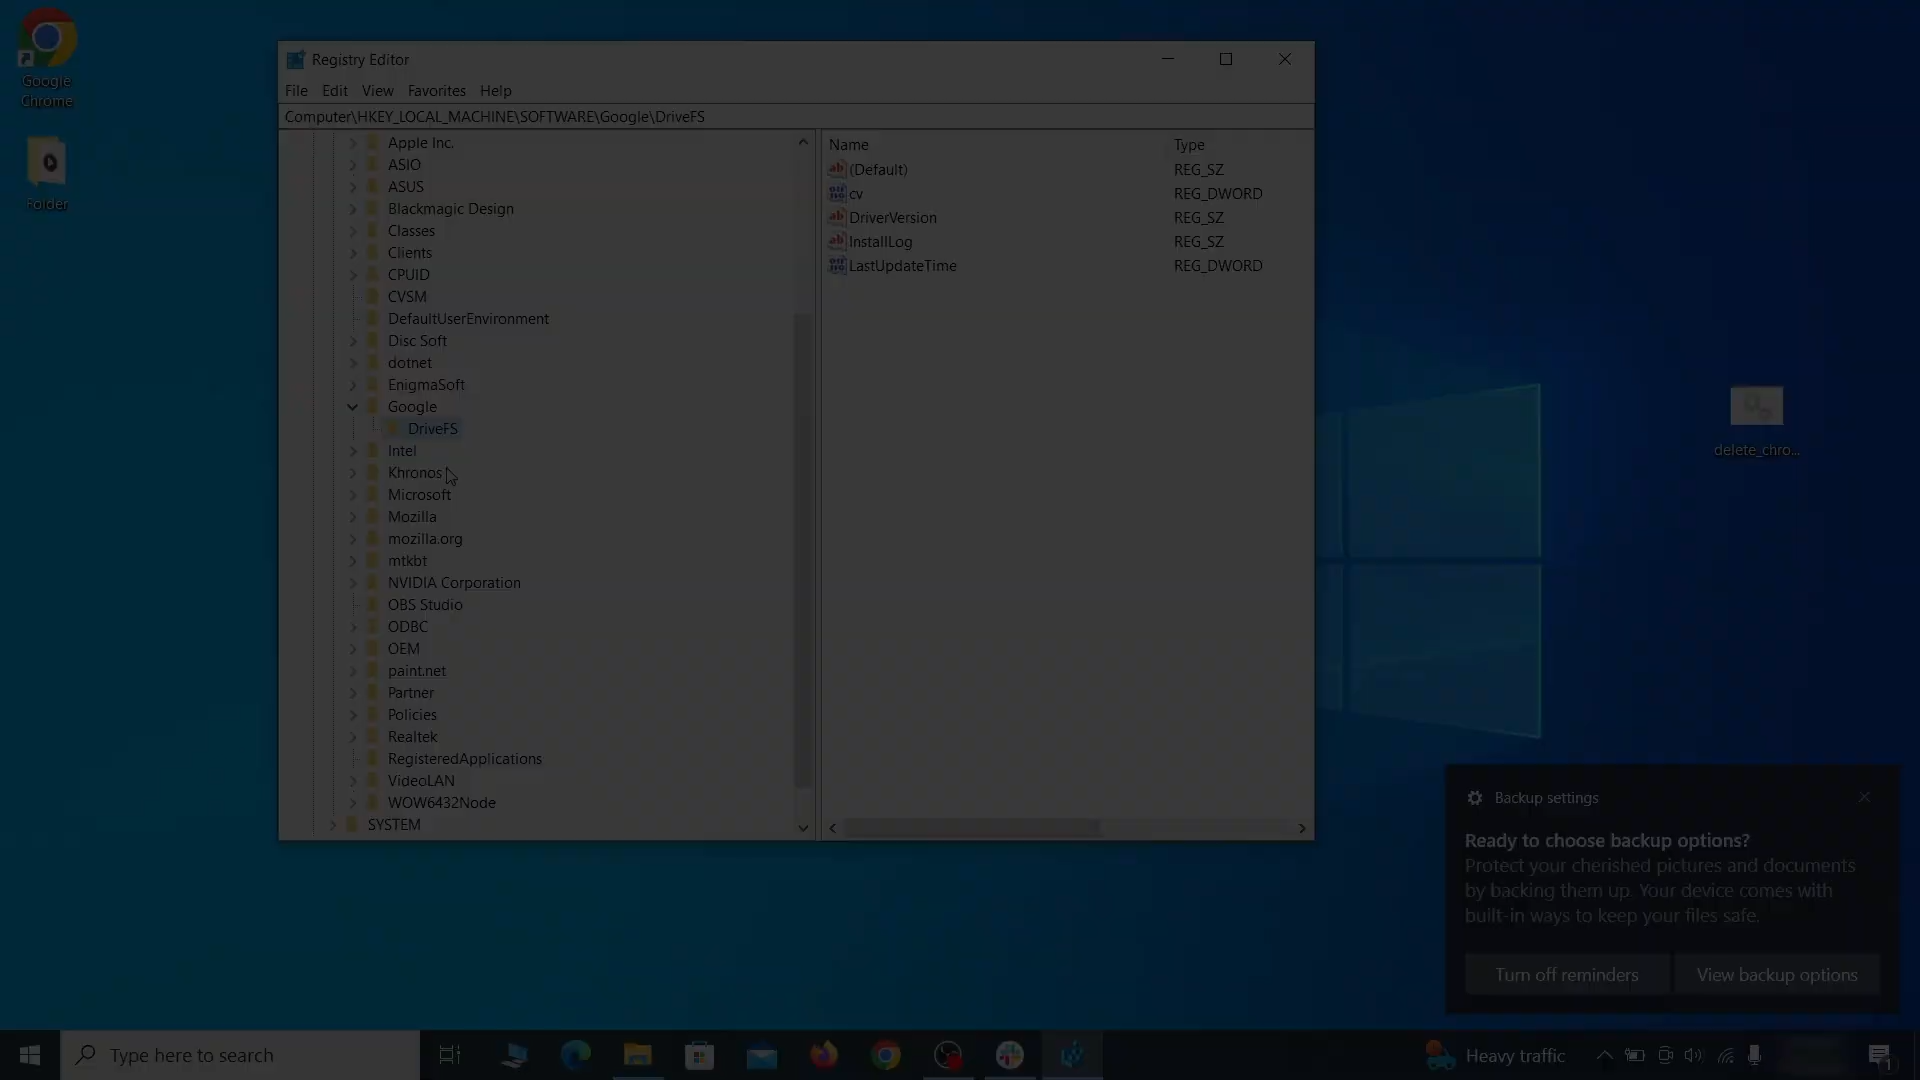 Google
Chrome
Folder
Registry Editor
File Edit View Favorites Help
Computer\HKEY_LOCAL_MACHINE\SOFTWARE\Google\DriveFS
Apple Inc.
ASIO
ASUS
Blackmagic Design
Classes
Clients
CPUID
CVSM
DefaultUserEnvironment
Disc Soft
dotnet
EnigmaSoft
Google
DriveFS
Intel
Khronos
Microsoft
Mozilla
mozilla.org
mtkbt
NVIDIA Corporation
OBS Studio
ODBC
OEM
paint.net
Partner
Policies
Realtek
RegisteredApplications
VideoLAN
WOW6432Node
SYSTEM
Name Type
(Default) REG_SZ
cv REG_DWORD
DriverVersion REG_SZ
InstallLog REG_SZ
LastUpdateTime REG_DWORD
delete_chro...
Backup settings
Ready to choose backup options?
Protect your cherished pictures and documents
by backing them up. Your device comes with
built-in ways to keep your files safe.
Turn off reminders View backup options
Type here to search
Heavy traffic
1